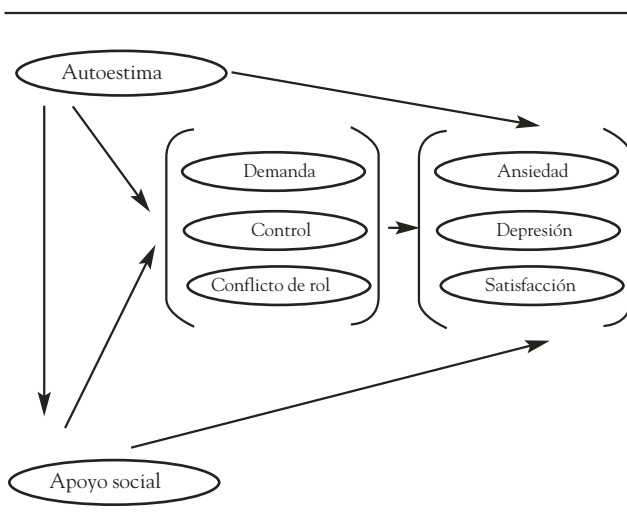 Autoestima
Demanda
Ansiedad
Control
Depresión
Conflicto de rol
Satisfacción
Apoyo social